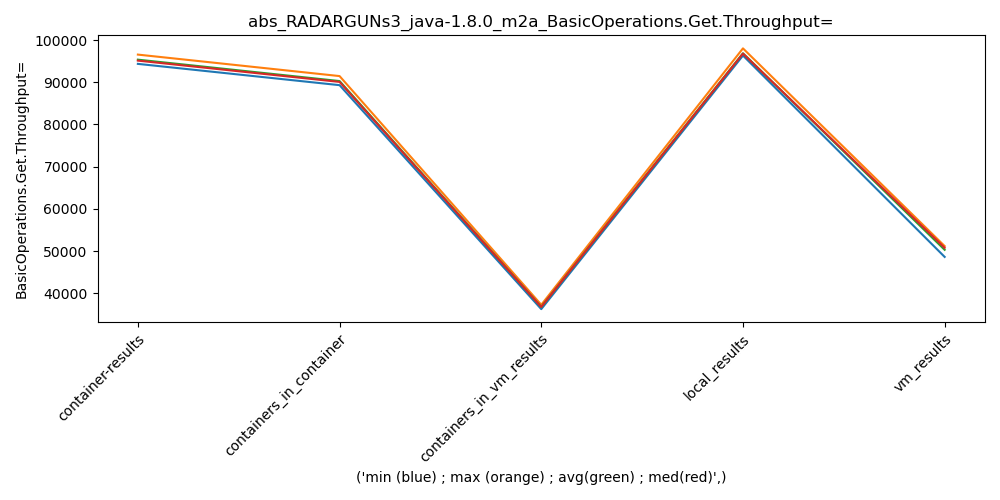 abs_RADARGUNs3_java-1.8.0_m2a_BasicOperations.Get.Throughput=
BasicOperations.Get.Throughput=
100000
90000
80000
70000
60000
50000
40000
container-results
containers_in_container
containers_in_vm_results
local_results
vm_results
('min (blue) ; max (orange) ; avg(green) ; med(red)',)